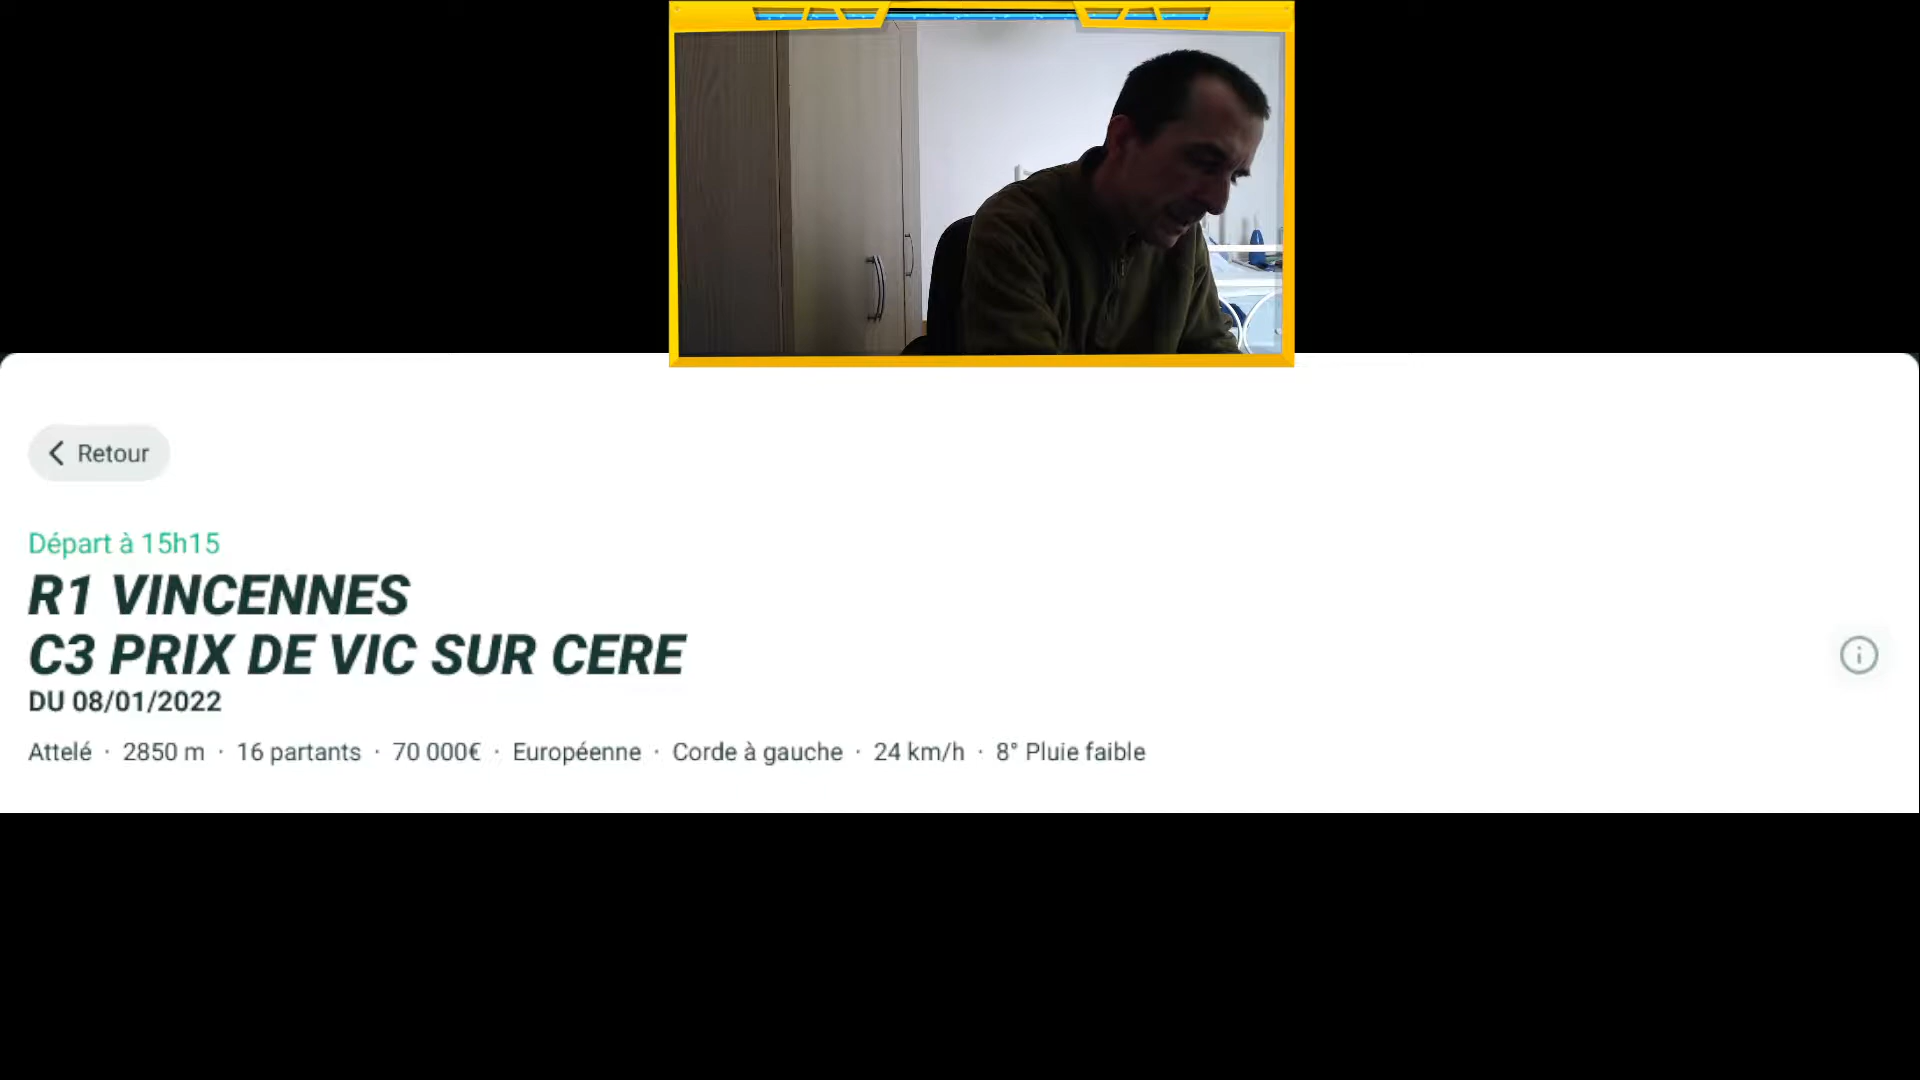 Retour
Départ à 15h15
R1 VINCENNES
C3 PRIX DE VIC SUR CERE
DU 08/01/2022
Attelé · 2850 m · 16 partants · 70 000€ · Européenne · Corde à gauche · 24 km/h · 8° Pluie faible